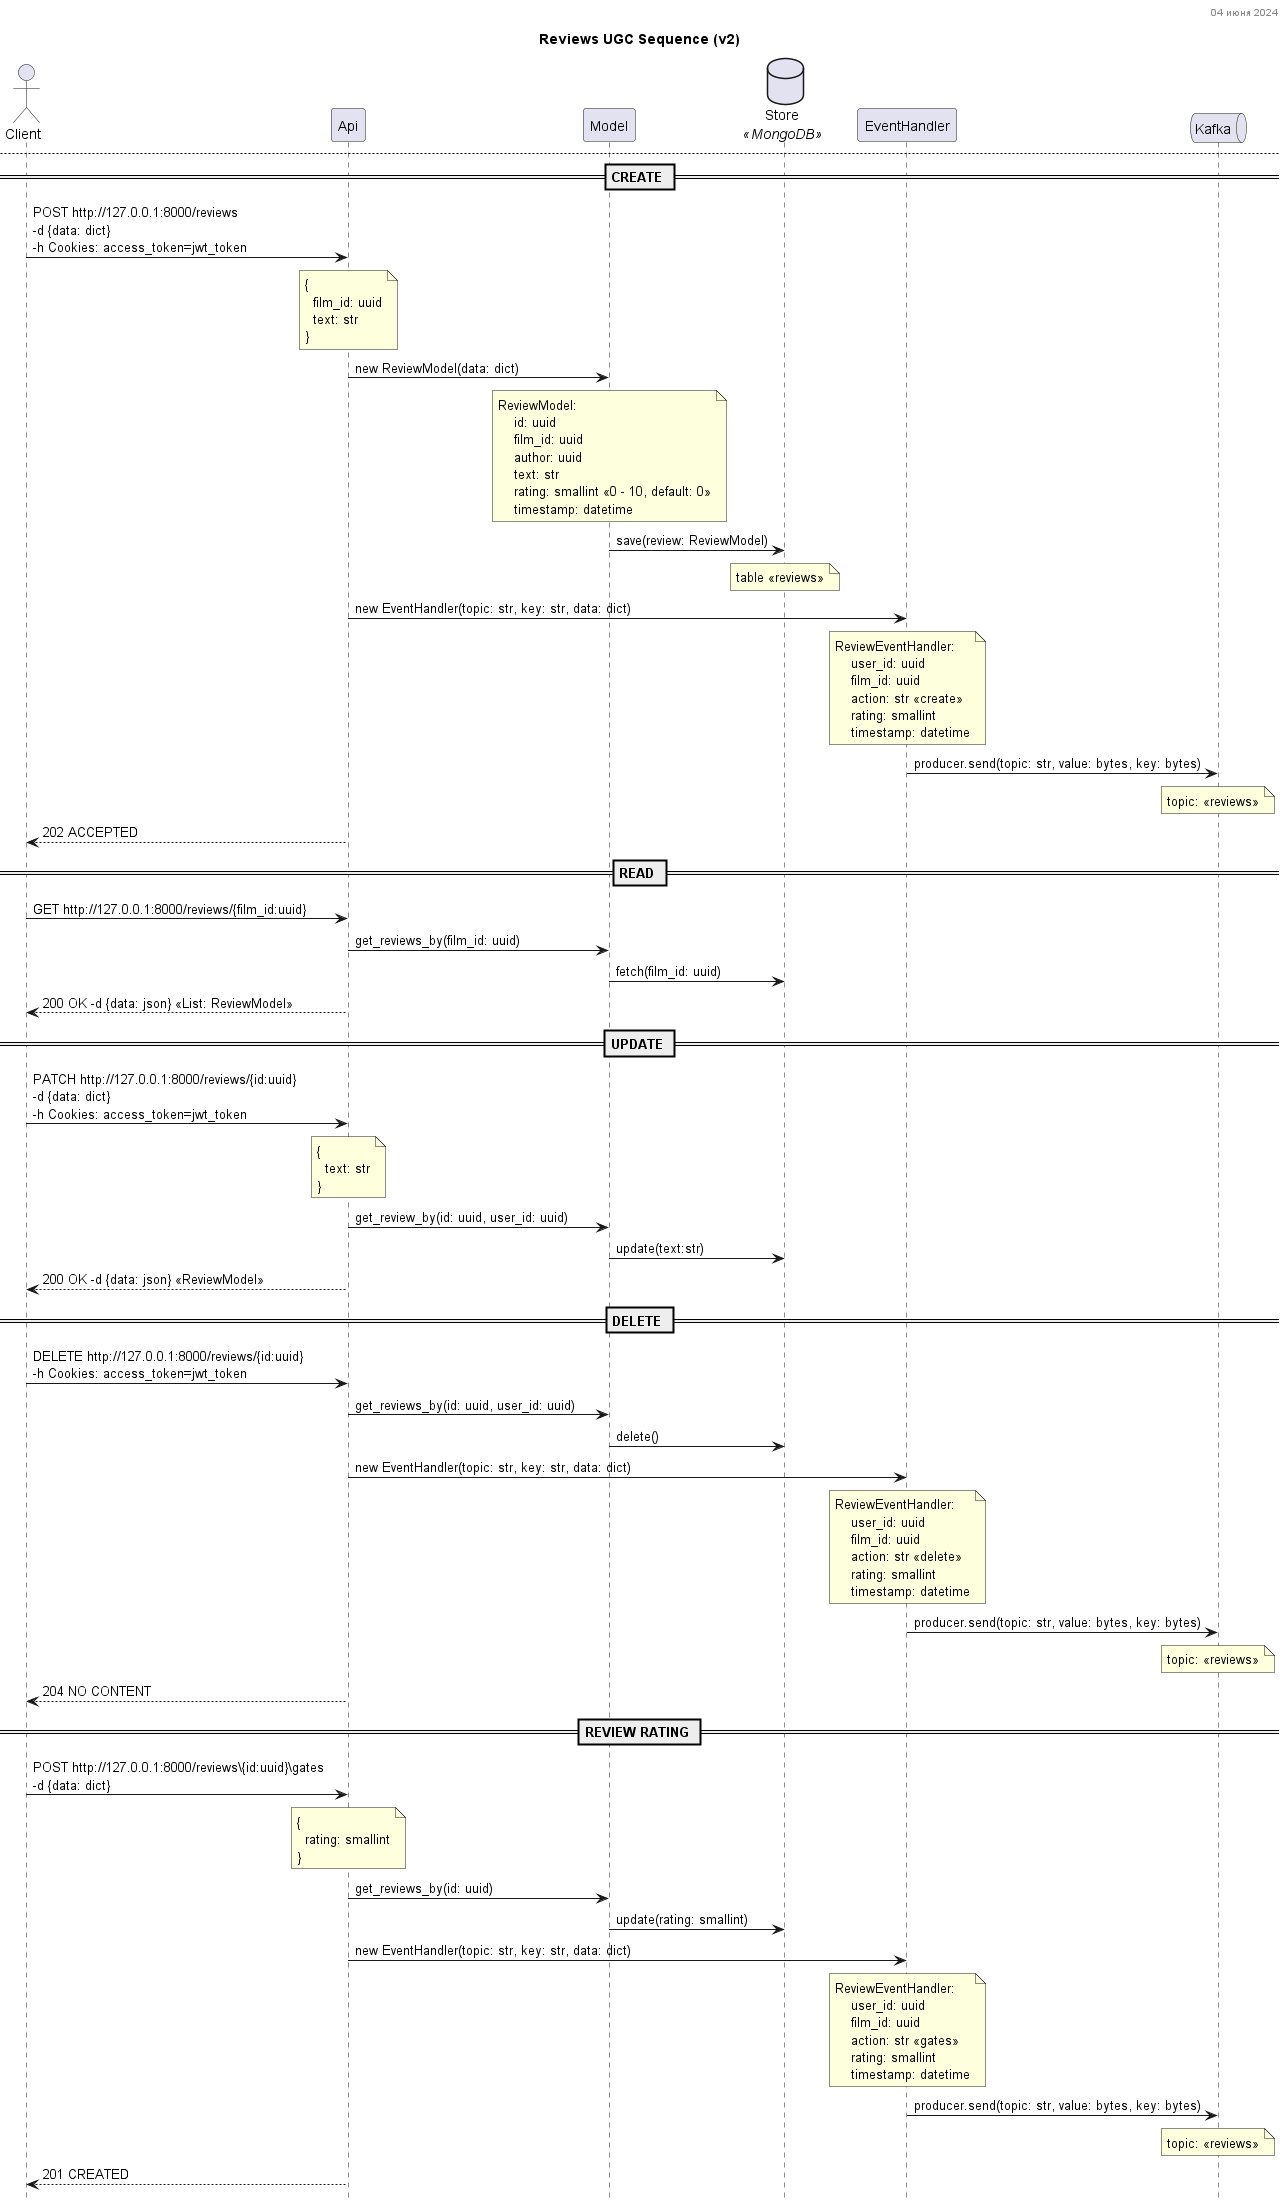 04 июня 2024
Reviews UGC Sequence (v2)
Client
Api
Model
Store
«MongoDB»
EventHandler
Kafka
CREATE
POST http://127.0.0.1:8000/reviews
-d {data: dict}
-h Cookies: access_token=jwt_token
{
film_id: uuid
text: str
}
new ReviewModel(data: dict)
ReviewModel:
id: uuid
film_id: uuid
author: uuid
text: str
rating: smallint «0 - 10, default: 0»
timestamp: datetime
save(review: ReviewModel)
table «reviews»
new EventHandler(topic: str, key: str, data: dict)
ReviewEventHandler:
user_id: uuid
film_id: uuid
action: str «create»
rating: smallint
timestamp: datetime
producer.send(topic: str, value: bytes, key: bytes)
topic: «reviews»
202 ACCEPTED
READ
GET http://127.0.0.1:8000/reviews/{film_id:uuid}
get_reviews_by(film_id: uuid)
fetch(film_id: uuid)
200 OK -d {data: json} «List: ReviewModel»
UPDATE
PATCH http://127.0.0.1:8000/reviews/{id:uuid}
-d {data: dict}
-h Cookies: access_token=jwt_token
{
text: str
}
get_review_by(id: uuid, user_id: uuid)
update(text:str)
200 OK -d {data: json} «ReviewModel»
DELETE
DELETE http://127.0.0.1:8000/reviews/{id:uuid}
-h Cookies: access_token=jwt_token
get_reviews_by(id: uuid, user_id: uuid)
delete()
new EventHandler(topic: str, key: str, data: dict)
ReviewEventHandler:
user_id: uuid
film_id: uuid
action: str «delete»
rating: smallint
timestamp: datetime
producer.send(topic: str, value: bytes, key: bytes)
topic: «reviews»
204 NO CONTENT
REVIEW RATING
POST http://127.0.0.1:8000/reviews\{id:uuid}\gates
-d {data: dict}
{
rating: smallint
}
get_reviews_by(id: uuid)
update(rating: smallint)
new EventHandler(topic: str, key: str, data: dict)
ReviewEventHandler:
user_id: uuid
film_id: uuid
action: str «gates»
rating: smallint
timestamp: datetime
producer.send(topic: str, value: bytes, key: bytes)
topic: «reviews»
201 CREATED